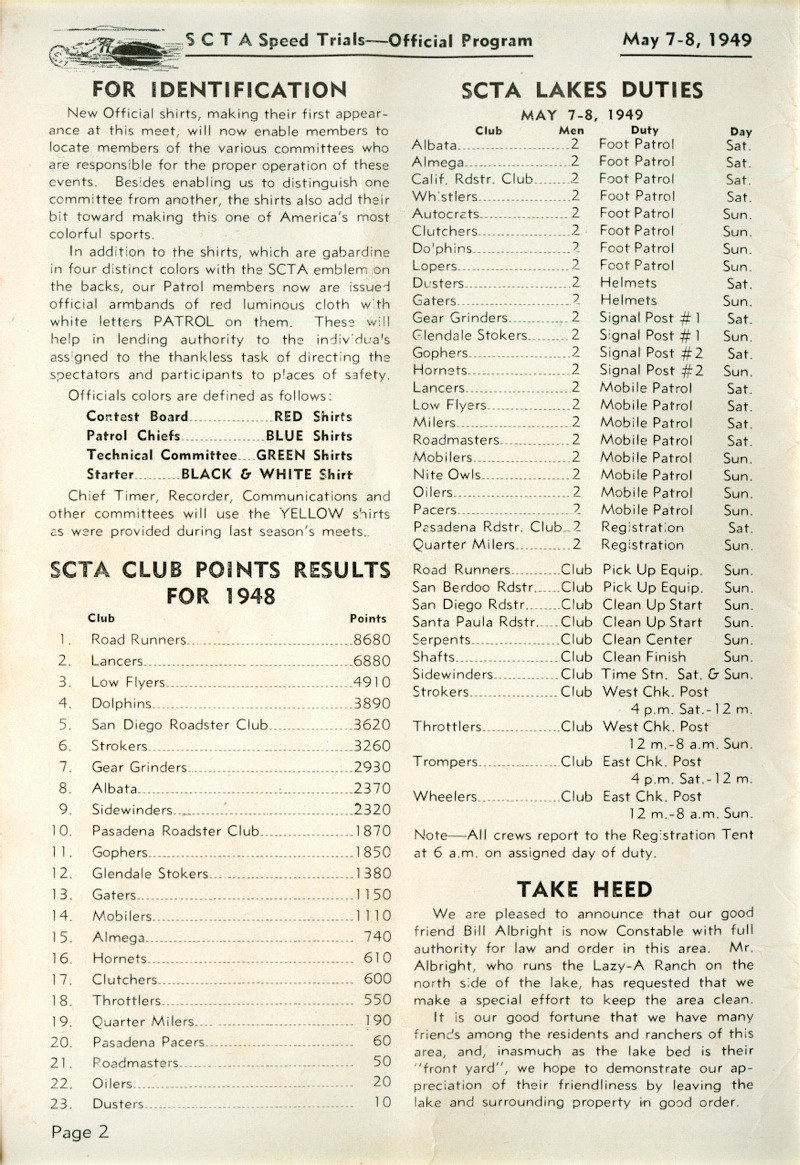 S C T A Speed Trials—Official Program May 7-8, 1949
FOR IDENTIFICATION
New Official shirts, making their first appear-
ance at this meet, will now enable members to
locate members of the various committees who
are responsible for the proper operation of these
events. Besides enabling us to distinguish one
committee from another, the shirts also add their
bit toward making this one of America's most
colorful sports.
In addition to the shirts, which are gabardine
in four distinct colors with the SCTA emblem on
the backs, our Patrol members now are issued
official armbands of red luminous cloth with
white letters PATROL on them. These will
help in lending authority to the individuals
assigned to the thankless task of directing the
spectators and participants to places of safety.
Officials colors are defined as follows:
Contest Board RED Shirts
Patrol Chiefs BLUE Shirts
Technical Committee GREEN Shirts
Starter BLACK & WHITE Shirt
Chief Timer, Recorder, Communications and
other committees will use the YELLOW shirts
as were provided during last season's meets.
SCTA CLUB POINTS RESULTS
FOR 1948
Club Points
1. Road Runners 8680
2. Lancers 6880
3. Low Flyers 4910
4. Dolphins 3890
5. San Diego Roadster Club 3620
6. Strokers 3260
7. Gear Grinders 2930
8. Albata 2370
9. Sidewinders 2320
10. Pasadena Roadster Club 1870
11. Gophers 1850
12. Glendale Stokers 1380
13. Gaters 1150
14. Mobilers 1110
15. Almega 740
16. Hornets 610
17. Clutchers 600
18. Throttlers 550
19. Quarter Milers 190
20. Pasadena Pacers 60
21. Roadmasters 50
22. Oilers 20
23. Dusters 10
Page 2
SCTA LAKES DUTIES
MAY 7-8, 1949
Club Men Duty Day
Albata 2 Foot Patrol Sat.
Almega 2 Foot Patrol Sat.
Calif. Rdstr. Club 2 Foot Patrol Sat.
Whistlers 2 Foot Patrol Sat.
Autocrats 2 Foot Patrol Sun.
Clutchers 2 Foot Patrol Sun.
Dolphins 2 Foot Patrol Sun.
Lopers 2 Foot Patrol Sun.
Dusters 2 Helmets Sat.
Gaters 2 Helmets Sun.
Gear Grinders 2 Signal Post #1 Sat.
Glendale Stokers 2 Signal Post #1 Sun.
Gophers 2 Signal Post #2 Sat.
Hornets 2 Signal Post #2 Sun.
Lancers 2 Mobile Patrol Sat.
Low Flyers 2 Mobile Patrol Sat.
Milers 2 Mobile Patrol Sat.
Roadmasters 2 Mobile Patrol Sat.
Mobilers 2 Mobile Patrol Sun.
Nite Owls 2 Mobile Patrol Sun.
Oilers 2 Mobile Patrol Sun.
Pacers 2 Mobile Patrol Sun.
Pasadena Rdstr. Club 2 Registration Sat.
Quarter Milers 2 Registration Sun.
Road Runners Club Pick Up Equip. Sun.
San Berdoo Rdstr. Club Pick Up Equip. Sun.
San Diego Rdstr. Club Clean Up Start Sun.
Santa Paula Rdstr. Club Clean Up Start Sun.
Serpents Club Clean Center Sun.
Shafts Club Clean Finish Sun.
Sidewinders Club Time Stn. Sat. & Sun.
Strokers Club West Chk. Post
4 p.m. Sat.-12 m.
Throttlers Club West Chk. Post
12 m.-8 a.m. Sun.
Trompers Club East Chk. Post
4 p.m. Sat.-12 m.
Wheelers Club East Chk. Post
12 m.-8 a.m. Sun.
Note—All crews report to the Registration Tent
at 6 a.m. on assigned day of duty.
TAKE HEED
We are pleased to announce that our good
friend Bill Albright is now Constable with full
authority for law and order in this area. Mr.
Albright, who runs the Lazy-A Ranch on the
north side of the lake, has requested that we
make a special effort to keep the area clean.
It is our good fortune that we have many
friends among the residents and ranchers of this
area, and, inasmuch as the lake bed is their
"front yard", we hope to demonstrate our ap-
preciation of their friendliness by leaving the
lake and surrounding property in good order.